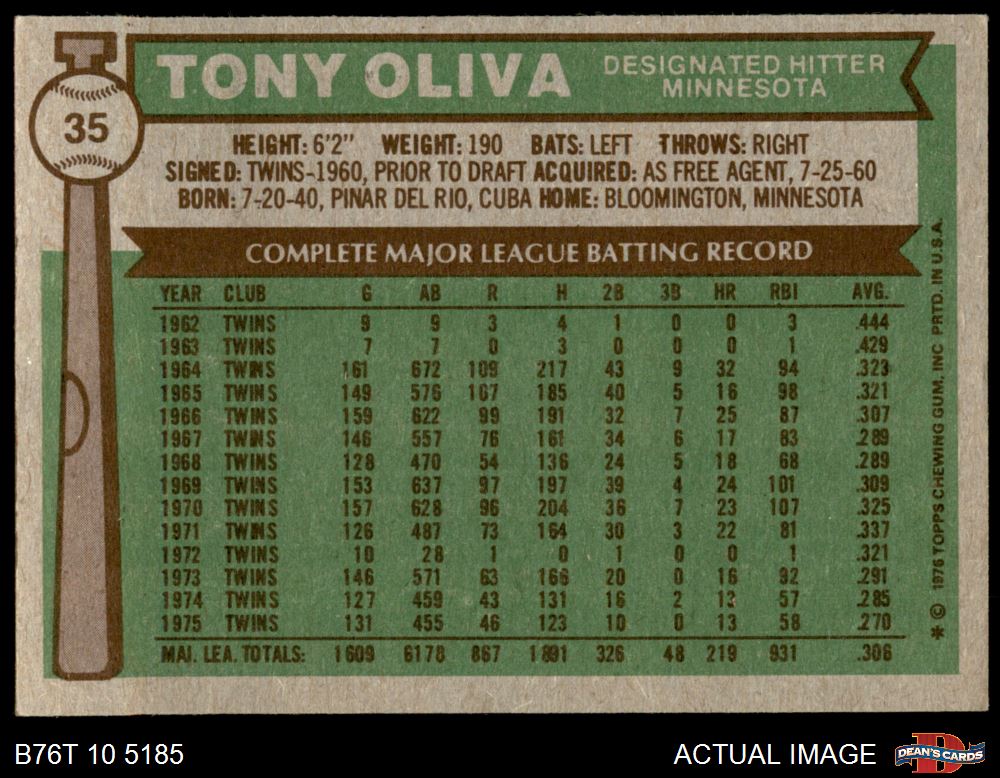 TONY OLIVA DESIGNATED HITTER
MINNESOTA
35
HEIGHT: 6'2" WEIGHT: 190 BATS: LEFT THROWS: RIGHT
SIGNED: TWINS-1960, PRIOR TO DRAFT ACQUIRED: AS FREE AGENT, 7-25-60
BORN: 7-20-40, PINAR DEL RIO, CUBA HOME: BLOOMINGTON, MINNESOTA
COMPLETE MAJOR LEAGUE BATTING RECORD
YEAR CLUB G AB R H 2B 3B HR RBI AVG.
1962 TWINS 9 9 3 4 1 0 0 3 .444
1963 TWINS 7 7 0 3 0 0 0 1 .429
1964 TWINS 161 672 109 217 43 9 32 94 .323
1965 TWINS 149 576 107 185 40 5 16 98 .321
1966 TWINS 159 622 99 191 32 7 25 87 .307
1967 TWINS 146 557 76 161 34 6 17 83 .289
1968 TWINS 128 470 54 136 24 5 18 68 .289
1969 TWINS 153 637 97 197 39 4 24 101 .309
1970 TWINS 157 628 96 204 36 7 23 107 .325
1971 TWINS 126 487 73 164 30 3 22 81 .337
1972 TWINS 10 28 1 0 1 0 0 1 .321
1973 TWINS 146 571 63 166 20 0 16 92 .291
1974 TWINS 127 459 43 131 16 2 13 57 .285
1975 TWINS 131 455 46 123 10 0 13 58 .270
MAJ. LEA. TOTALS: 1609 6178 867 1891 326 48 219 931 .306
* © 1976 TOPPS CHEWING GUM, INC PRTD. IN U.S.A.
B76T 10 5185 ACTUAL IMAGE DEAN'S CARDS